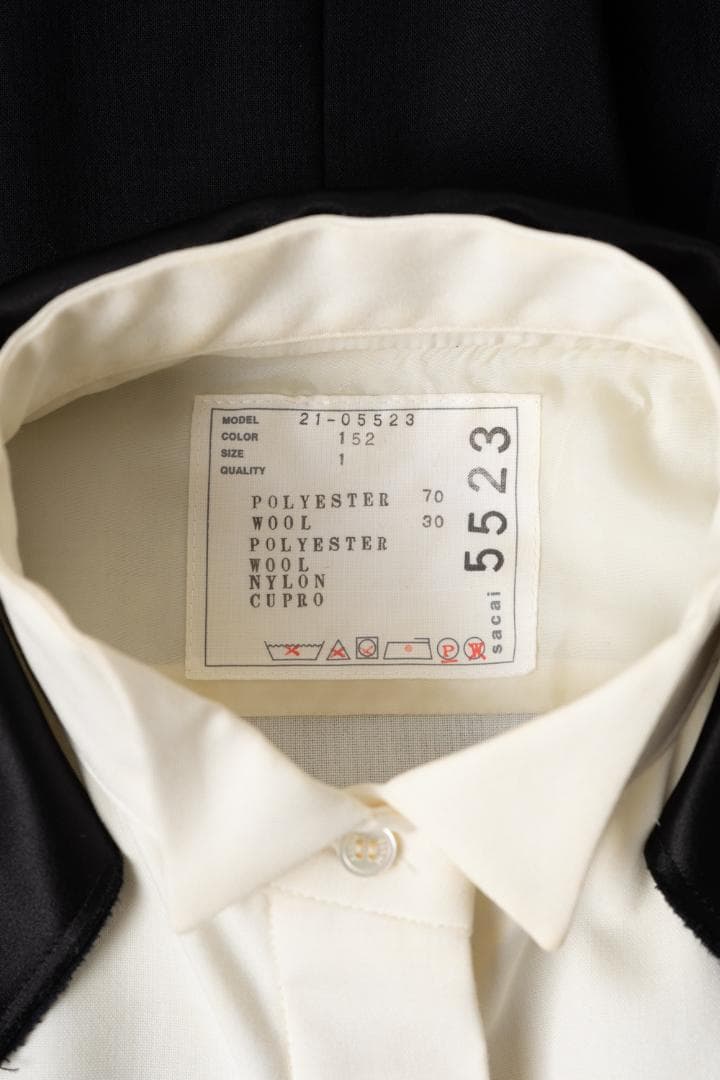 MODEL 21-05523
COLOR 152
SIZE 1
QUALITY
POLYESTER 70
WOOL 30
POLYESTER
WOOL
NYLON
CUPRO
P W
sacai 5523